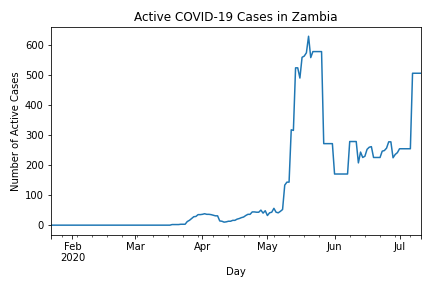 Active COVID-19 Cases in Zambia
Number of Active Cases
600
500
400
300
200
100
0
Feb
2020
Mar
Apr
May
Jun
Jul
Day